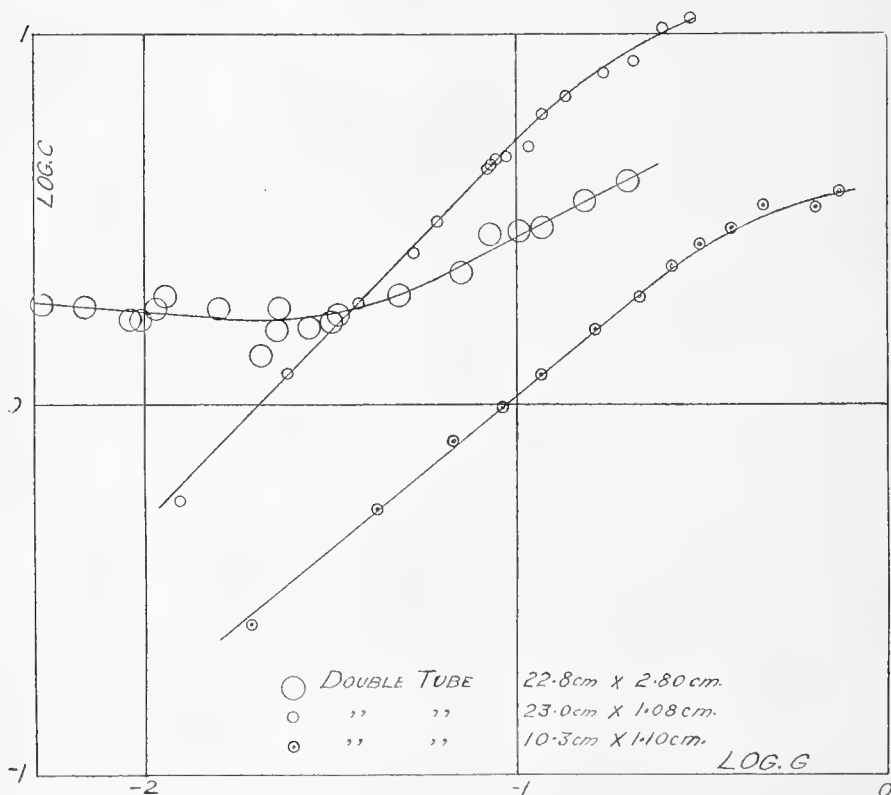 1
LOG.C
0
DOUBLE TUBE 22.8cm X 2.80cm.
,, ,, 23.0cm X 1.08cm.
,, ,, 10.3cm X 1.10cm.
LOG.G
-1
-2 -1 0